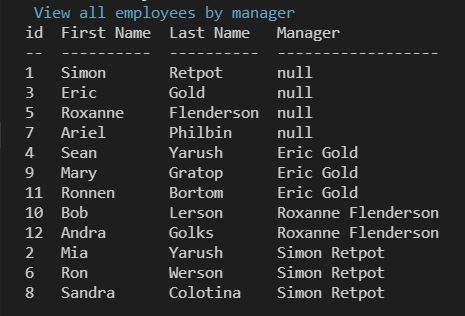 View all employees by manager
id  First Name  Last Name   Manager
--  ----------  ----------  ------------------
1   Simon       Retpot      null
3   Eric        Gold        null
5   Roxanne     Flenderson  null
7   Ariel       Philbin     null
4   Sean        Yarush      Eric Gold
9   Mary        Gratop      Eric Gold
11  Ronnen      Bortom      Eric Gold
10  Bob         Lerson      Roxanne Flenderson
12  Andra       Golks       Roxanne Flenderson
2   Mia         Yarush      Simon Retpot
6   Ron         Werson      Simon Retpot
8   Sandra      Colotina    Simon Retpot